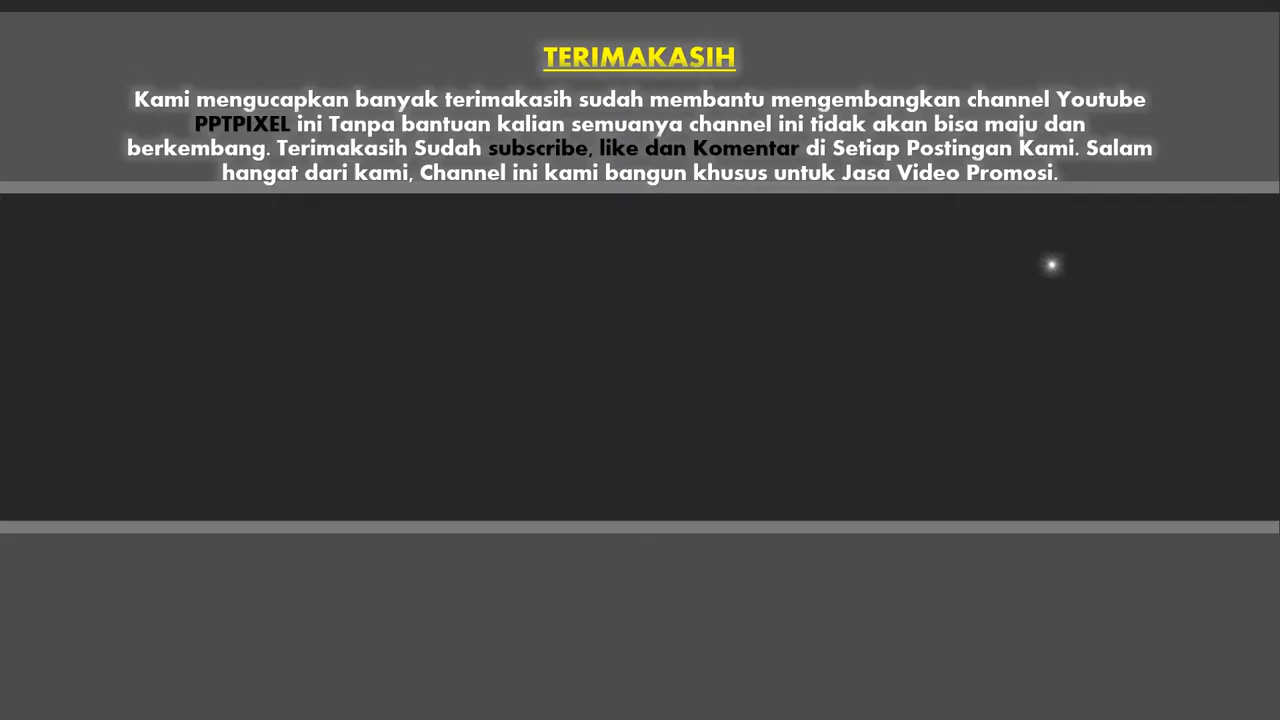 TERIMAKASIH
Kami mengucapkan banyak terimakasih sudah membantu mengembangkan channel Youtube
PPTPIXEL ini Tanpa bantuan kalian semuanya channel ini tidak akan bisa maju dan
berkembang. Terimakasih Sudah subscribe, like dan Komentar di Setiap Postingan Kami. Salam
hangat dari kami, Channel ini kami bangun khusus untuk Jasa Video Promosi.